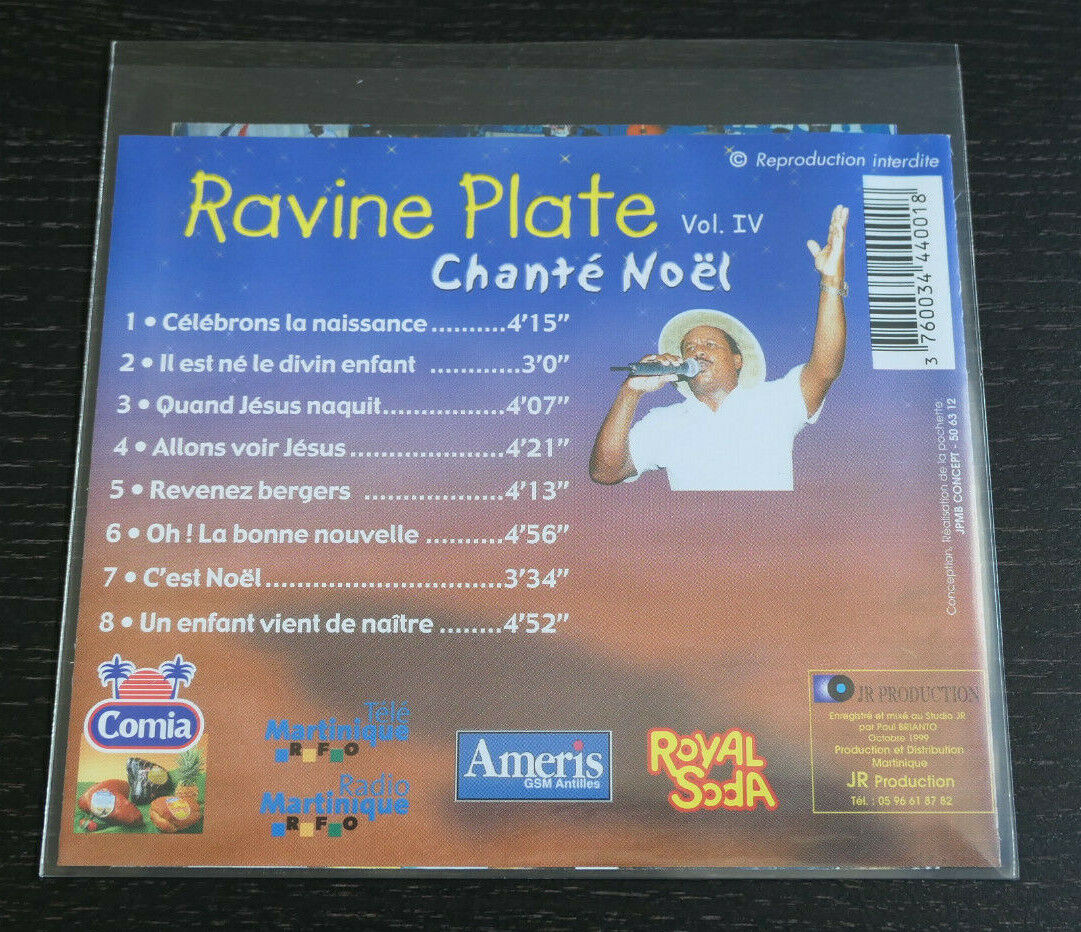 © Reproduction interdite
Ravine Plate Vol. IV
Chanté Noël
1 • Célébrons la naissance ..........4'15"
2 • Il est né le divin enfant ............3'0"
3 • Quand Jésus naquit................4'07"
4 • Allons voir Jésus ....................4'21"
5 • Revenez bergers ..................4'13"
6 • Oh ! La bonne nouvelle ..........4'56"
7 • C'est Noël...............................3'34"
8 • Un enfant vient de naître .........4'52"
3 760034 440018
Conception, Réalisation de la pochette
JPMB CONCEPT - 50 63 12
Comia
Télé
Martinique
RFO
Radio
Martinique
RFO
Ameris
GSM Antilles
ROYAL
SODA
JR PRODUCTION
Enregistré et mixé au Studio JR
par Paul BRIANTO
Octobre 1999
Production et Distribution
Martinique
JR Production
Tél. : 05 96 61 87 82